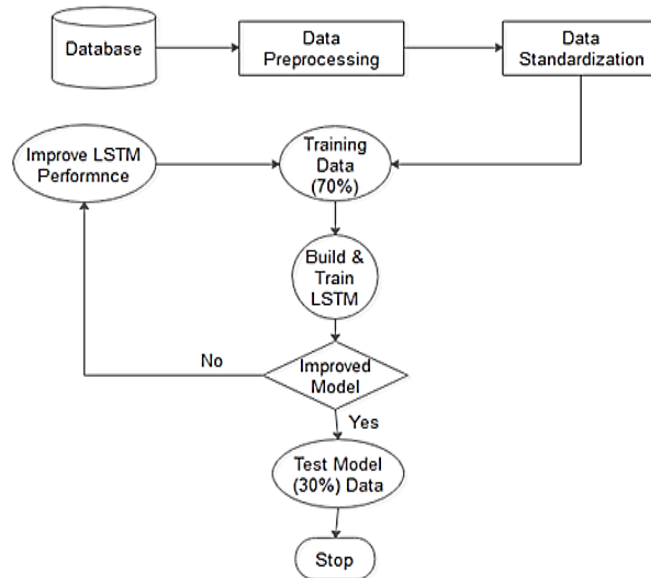 Database
Data
Preprocessing
Data
Standardization
Improve LSTM
Performnce
Training
Data
(70%)
Build &
Train
LSTM
No
Improved
Model
Yes
Test Model
(30%) Data
Stop